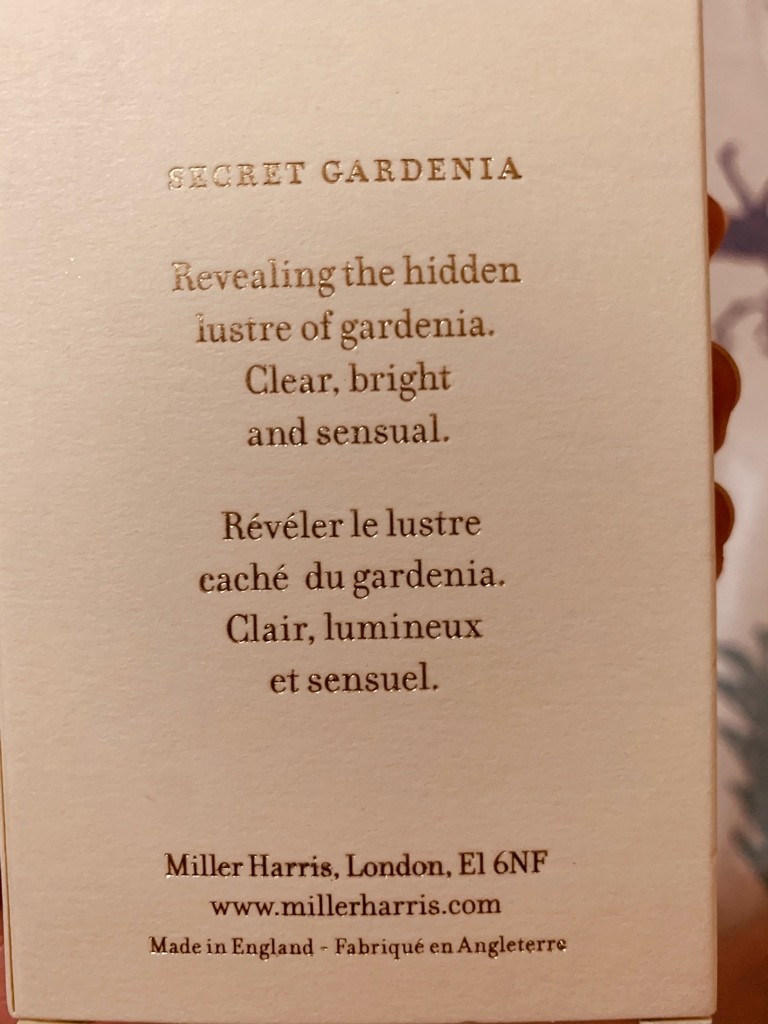 SECRET GARDENIA
Revealing the hidden
lustre of gardenia.
Clear, bright
and sensual.
Révéler le lustre
caché du gardenia.
Clair, lumineux
et sensuel.
Miller Harris, London, E1 6NF
www.millerharris.com
Made in England - Fabriqué en Angleterre